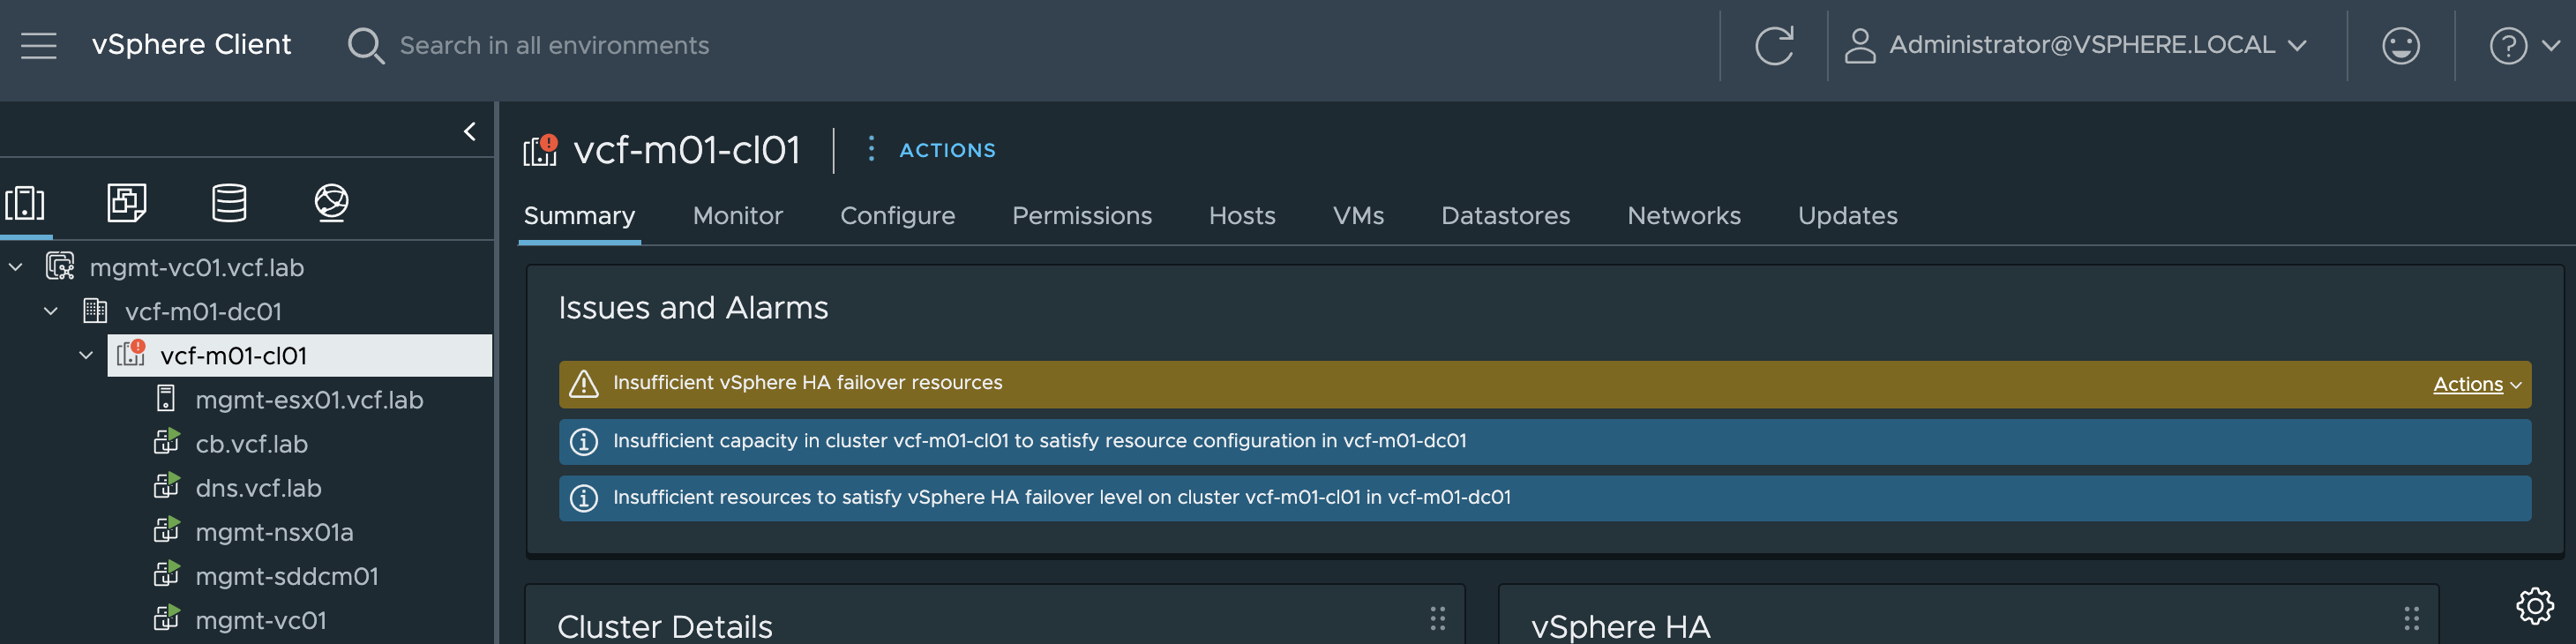 vSphere Client
Search in all environments
Administrator@VSPHERE.LOCAL
vcf-m01-cl01
ACTIONS
Summary Monitor Configure Permissions Hosts VMs Datastores Networks Updates
mgmt-vc01.vcf.lab
vcf-m01-dc01
vcf-m01-cl01
mgmt-esx01.vcf.lab
cb.vcf.lab
dns.vcf.lab
mgmt-nsx01a
mgmt-sddcm01
mgmt-vc01
Issues and Alarms
Insufficient vSphere HA failover resources
Actions
Insufficient capacity in cluster vcf-m01-cl01 to satisfy resource configuration in vcf-m01-dc01
Insufficient resources to satisfy vSphere HA failover level on cluster vcf-m01-cl01 in vcf-m01-dc01
Cluster Details
vSphere HA